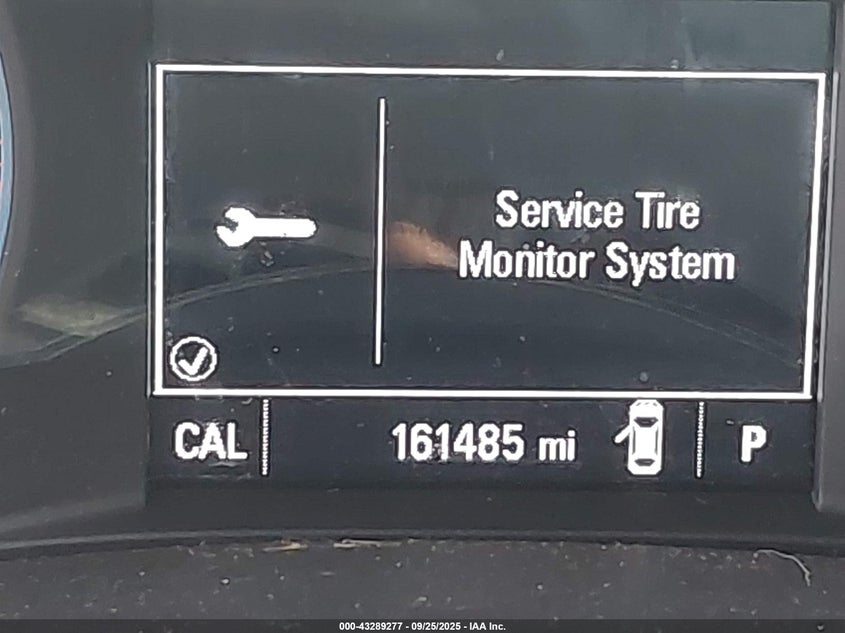 Service Tire
Monitor System
CAL
161485 mi
P
000-43289277 - 09/25/2025 - IAA Inc.